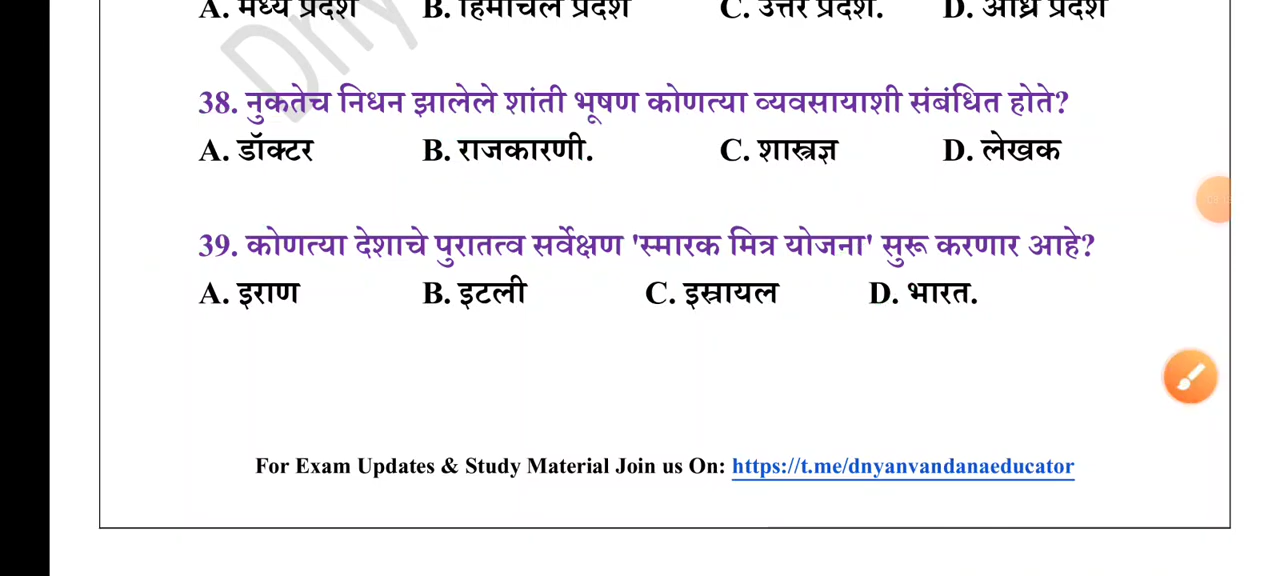 A. मध्य प्रदेश B. हिमाचल प्रदेश C. उत्तर प्रदेश. D. आंध्र प्रदेश
38. नुकतेच निधन झालेले शांती भूषण कोणत्या व्यवसायाशी संबंधित होते?
A. डॉक्टर B. राजकारणी. C. शास्त्रज्ञ D. लेखक
39. कोणत्या देशाचे पुरातत्व सर्वेक्षण 'स्मारक मित्र योजना' सुरू करणार आहे?
A. इराण B. इटली C. इस्रायल D. भारत.
For Exam Updates & Study Material Join us On: https://t.me/dnyanvandanaeducator